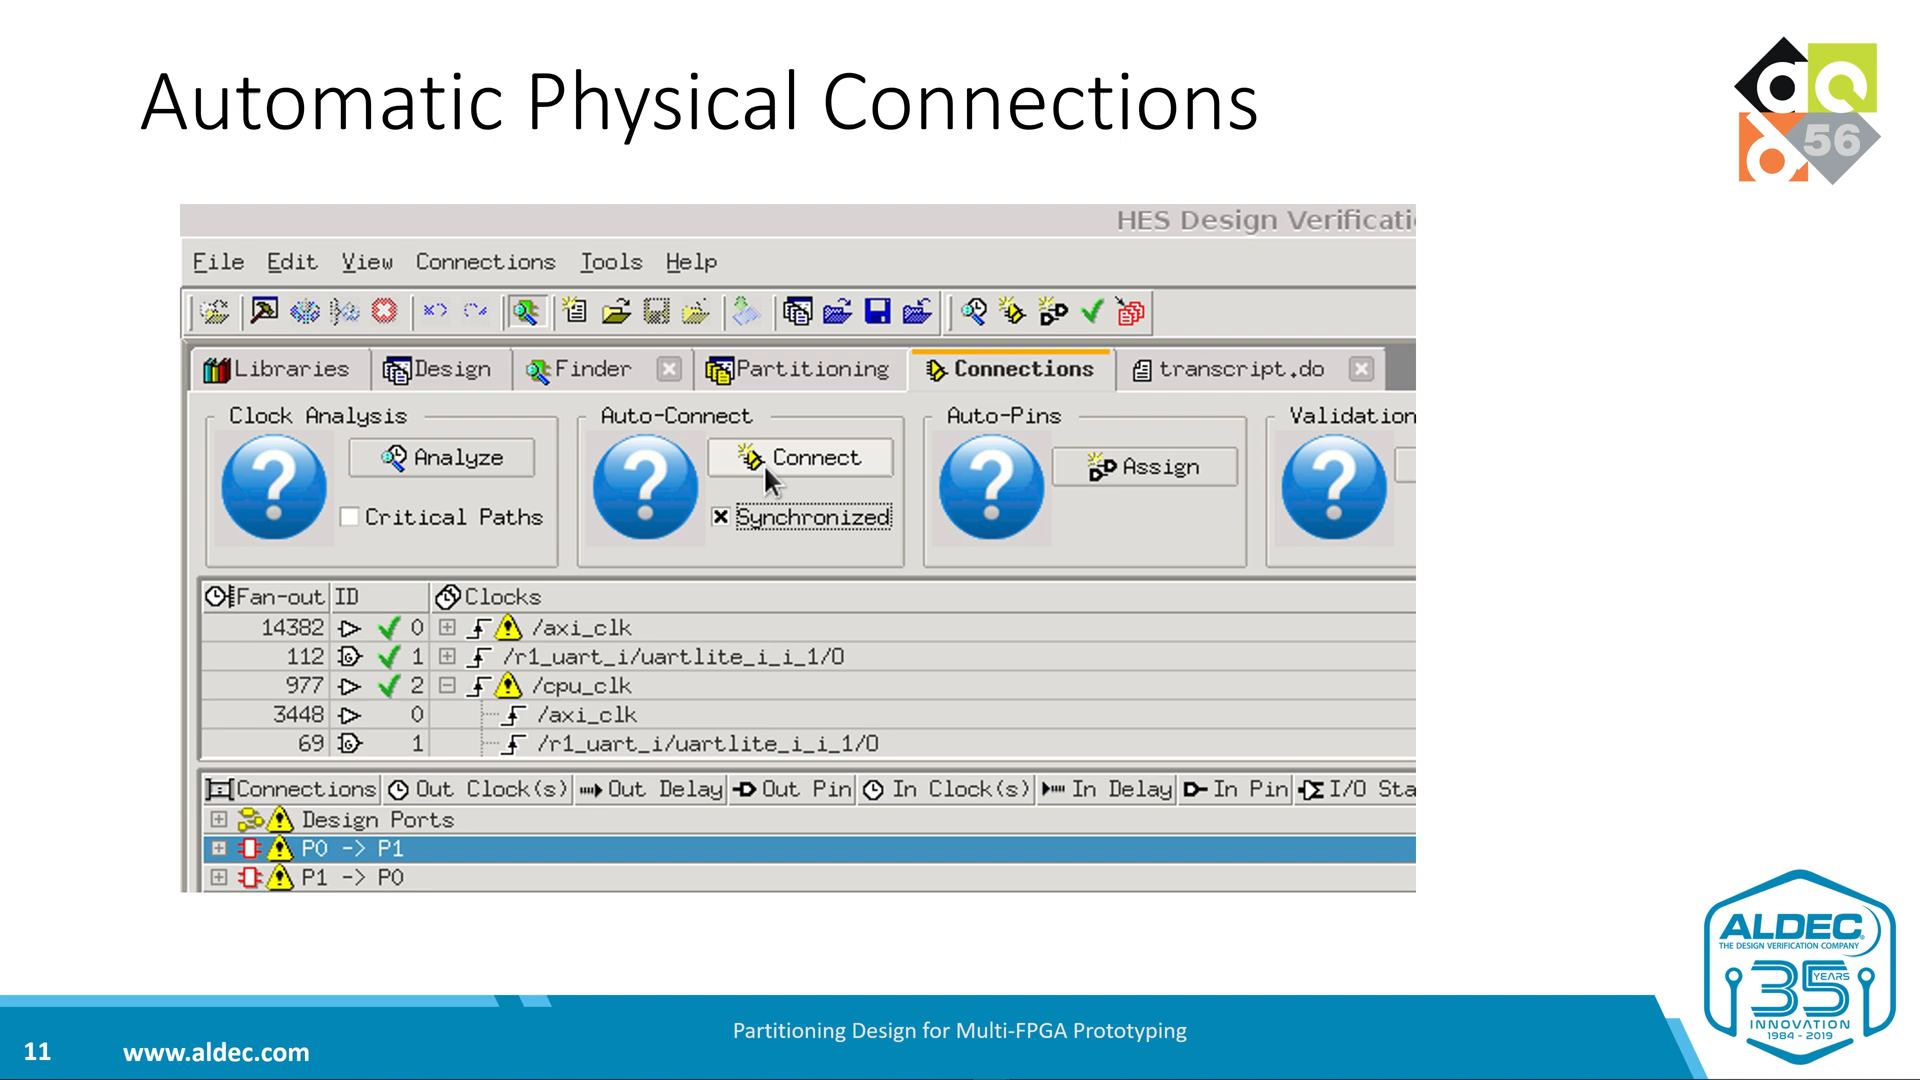 Automatic Physical Connections
56
HES Design Verificati
File Edit View Connections Tools Help
Libraries Design Finder Partitioning Connections transcript.do
Clock Analysis Auto-Connect Auto-Pins Validation
Analyze Connect Assign
Critical Paths Synchronized
Fan-out ID Clocks
14382 0 /axi_clk
112 1 /r1_uart_i/uartlite_i_i_1/O
977 2 /cpu_clk
3448 0 /axi_clk
69 1 /r1_uart_i/uartlite_i_i_1/O
Connections Out Clock(s) Out Delay Out Pin In Clock(s) In Delay In Pin I/O Sta
Design Ports
P0 -> P1
P1 -> P0
ALDEC
THE DESIGN VERIFICATION COMPANY
35 YEARS
INNOVATION
1984 - 2019
Partitioning Design for Multi-FPGA Prototyping
11 www.aldec.com